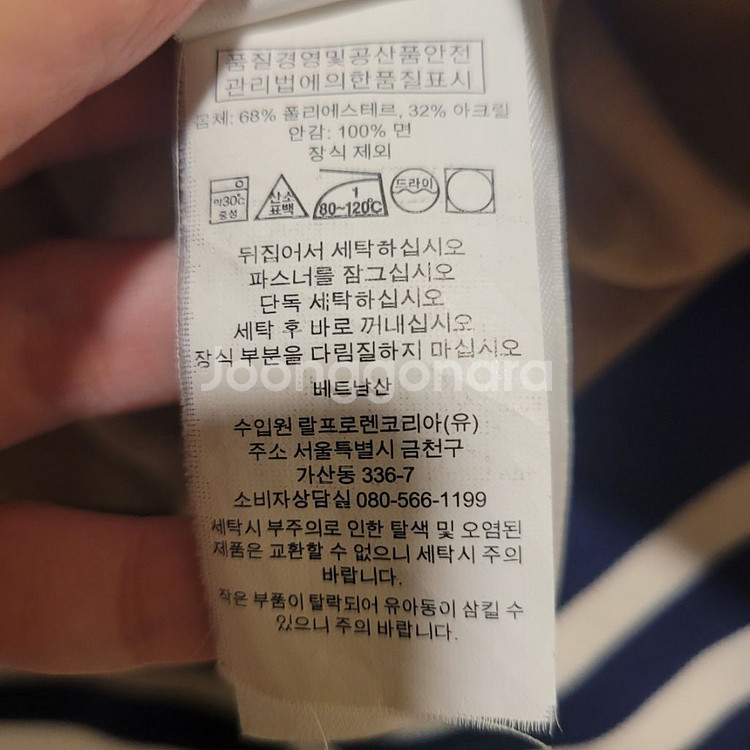 품질경영및공산품안전
관리법에의한품질표시
몸체: 68% 폴리에스테르, 32% 아크릴
안감: 100% 면
장식 제외
약30℃
중성
산소
표백
1
80~120℃
드라이
뒤집어서 세탁하십시오
파스너를 잠그십시오
단독 세탁하십시오
세탁 후 바로 꺼내십시오
장식 부분을 다림질하지 마십시오
Joonggonara
베트남산
수입원 랄프로렌코리아(유)
주소 서울특별시 금천구
가산동 336-7
소비자상담실 080-566-1199
세탁시 부주의로 인한 탈색 및 오염된
제품은 교환할 수 없으니 세탁시 주의
바랍니다.
작은 부품이 탈락되어 유아동이 삼킬 수
있으니 주의 바랍니다.